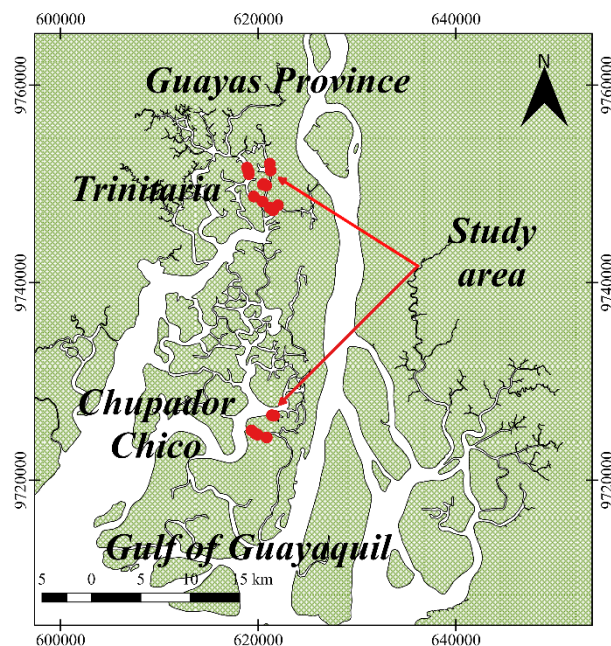 600000 620000 640000
N
9760000 9760000
Guayas Province
Trinitaria
Study
area
9740000 9740000
Chupador
Chico
9720000 9720000
Gulf of Guayaquil
5 0 5 10 15 km
600000 620000 640000